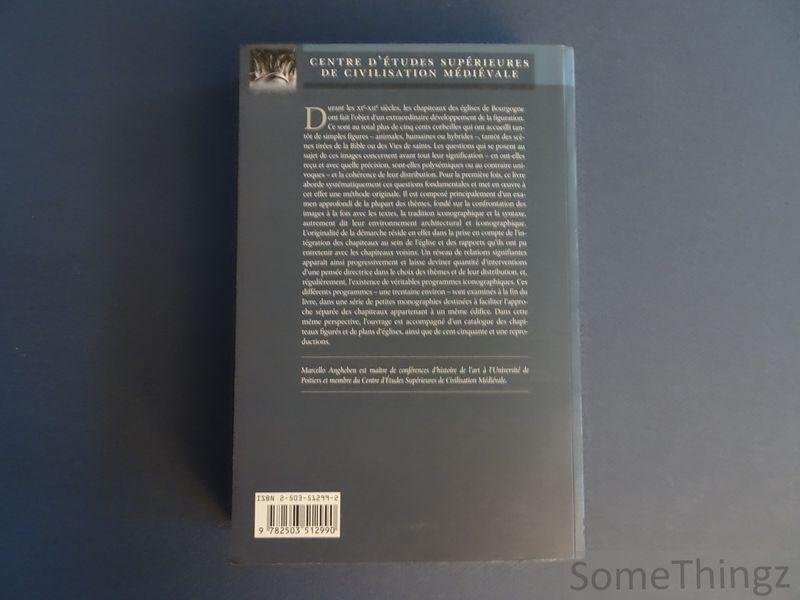 CENTRE D'ÉTUDES SUPÉRIEURES
DE CIVILISATION MÉDIÉVALE
Durant les XIe-XIIe siècles, les chapiteaux des églises de Bourgogne
ont fait l'objet d'un extraordinaire développement de la figuration.
Ce sont au total plus de cinq cents corbeilles qui ont accueilli tan-
tôt de simples figures – animales, humaines ou hybrides –, tantôt des scè-
nes tirées de la Bible ou des Vies de saints. Les questions qui se posent au
sujet de ces images concernent avant tout leur signification – en ont-elles
reçu et avec quelle précision, sont-elles polysémiques ou au contraire uni-
voques – et la cohérence de leur distribution. Pour la première fois, ce livre
aborde systématiquement ces questions fondamentales et met en œuvre à
cet effet une méthode originale. Il est composé principalement d'un exa-
men approfondi de la plupart des thèmes, fondé sur la confrontation des
images à la fois avec les textes, la tradition iconographique et la syntaxe,
autrement dit leur environnement architectural et iconographique.
L'originalité de la démarche réside en effet dans la prise en compte de l'in-
tégration des chapiteaux au sein de l'église et des rapports qu'ils ont pu
entretenir avec les chapiteaux voisins. Un réseau de relations signifiantes
apparaît ainsi progressivement et laisse deviner quantité d'interventions
d'une pensée directrice dans le choix des thèmes et de leur distribution, et,
régulièrement, l'existence de véritables programmes iconographiques. Ces
différents programmes – une trentaine environ – sont examinés à la fin du
livre, dans une série de petites monographies destinées à faciliter l'appro-
che séparée des chapiteaux appartenant à un même édifice. Dans cette
même perspective, l'ouvrage est accompagné d'un catalogue des chapi-
teaux figurés et de plans d'églises, ainsi que de cent cinquante et une repro-
ductions.
Marcello Angheben est maître de conférences d'histoire de l'art à l'Université de
Poitiers et membre du Centre d'Études Supérieures de Civilisation Médiévale.
ISBN 2-503-51299-2
9 782503 512990
SomeThingz